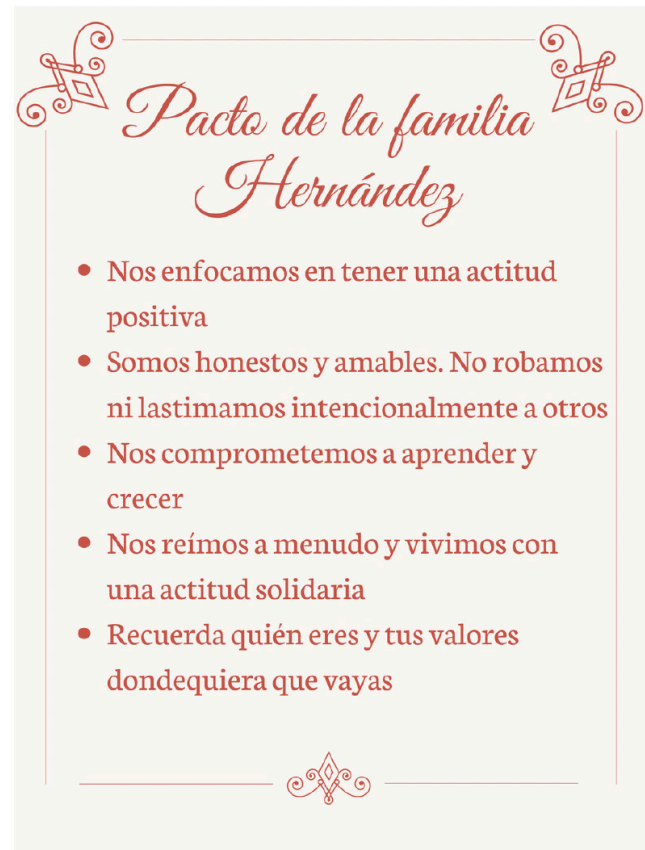 Pacto de la familia
Hernández
• Nos enfocamos en tener una actitud
positiva
• Somos honestos y amables. No robamos
ni lastimamos intencionalmente a otros
• Nos comprometemos a aprender y
crecer
• Nos reímos a menudo y vivimos con
una actitud solidaria
• Recuerda quién eres y tus valores
dondequiera que vayas